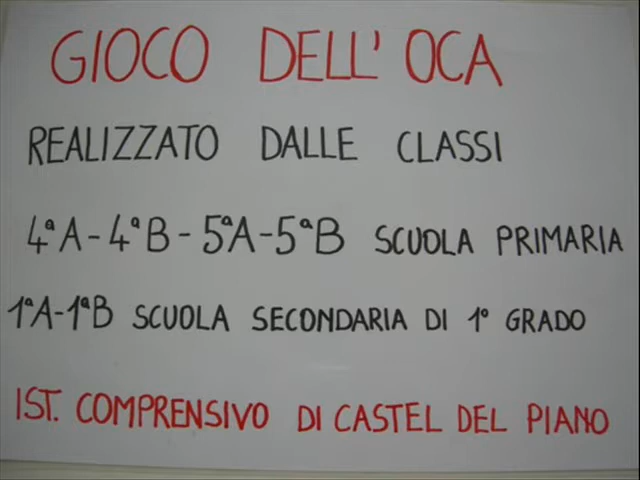 GIOCO DELL' OCA
REALIZZATO DALLE CLASSI
4ªA - 4ªB - 5ªA - 5ªB SCUOLA PRIMARIA
1ªA - 1ªB SCUOLA SECONDARIA DI 1° GRADO
IST. COMPRENSIVO DI CASTEL DEL PIANO